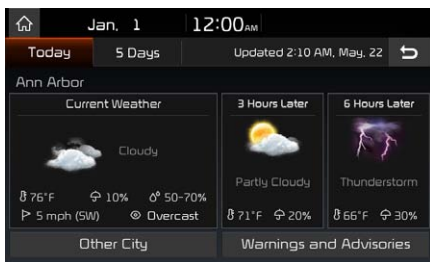 Jan. 1 12:00 AM
Today 5 Days Updated 2:10 AM, May. 22
Ann Arbor
Current Weather
Cloudy
76°F 10% 50-70%
5 mph (SW) Overcast
3 Hours Later
Partly Cloudy
71°F 20%
6 Hours Later
Thunderstorm
66°F 30%
Other City Warnings and Advisories